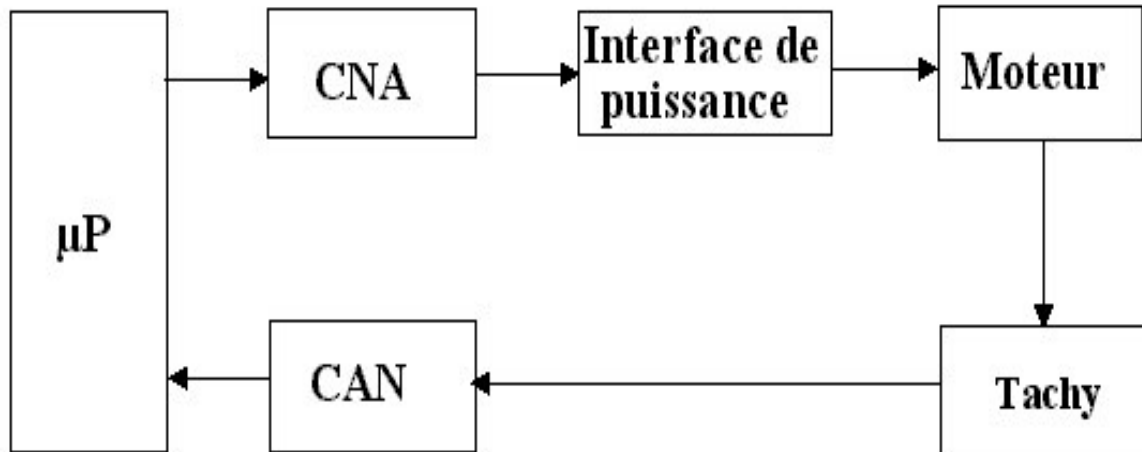 CNA
Interface de
puissance
Moteur
µP
CAN
Tachy